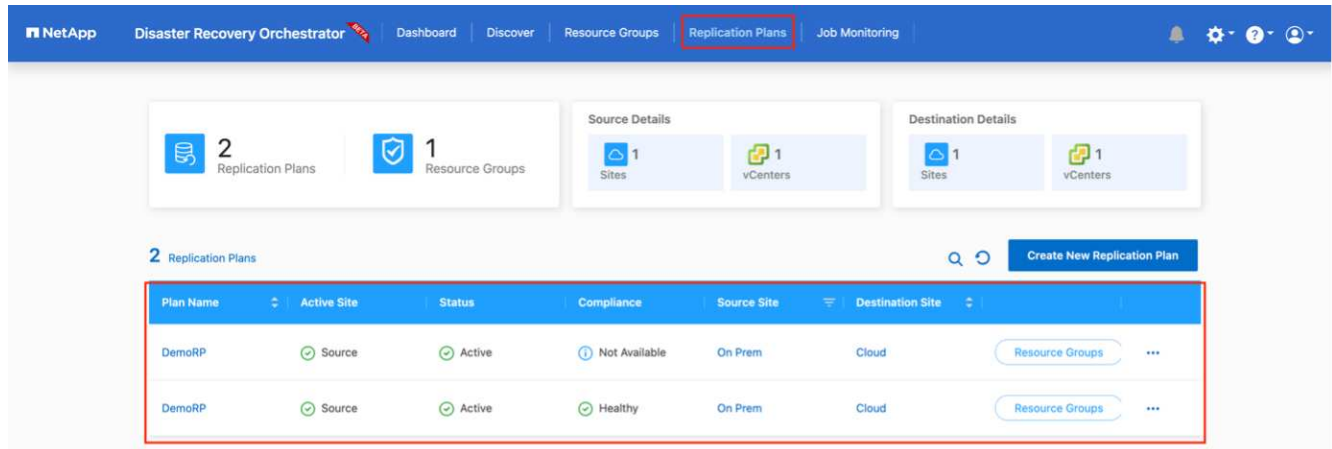 NetApp Disaster Recovery Orchestrator BETA Dashboard Discover Resource Groups Replication Plans Job Monitoring
2
Replication Plans
1
Resource Groups
Source Details
1
Sites
1
vCenters
Destination Details
1
Sites
1
vCenters
2 Replication Plans
Create New Replication Plan
Plan Name Active Site Status Compliance Source Site Destination Site
DemoRP Source Active Not Available On Prem Cloud Resource Groups ...
DemoRP Source Active Healthy On Prem Cloud Resource Groups ...